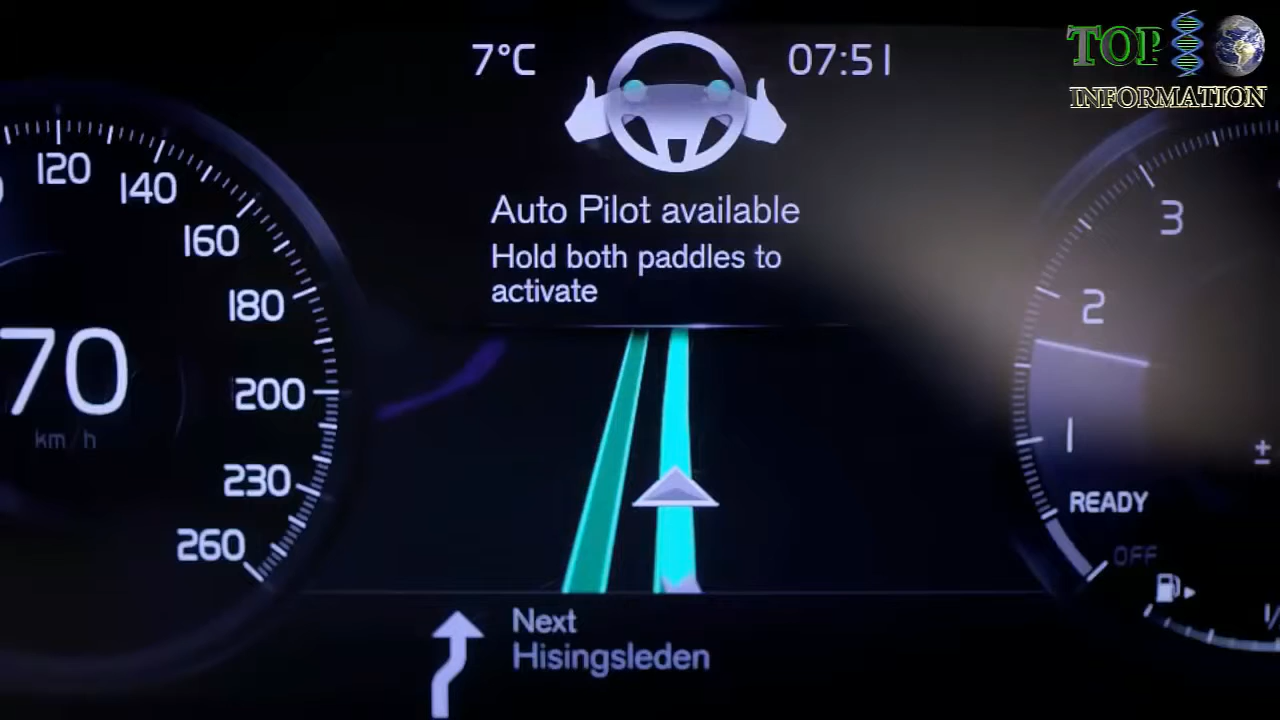 7°C
07:51
TOP
INFORMATION
Auto Pilot available
Hold both paddles to
activate
120
140
160
180
200
230
260
70
km/h
3
2
1
±
READY
OFF
Next
Hisingsleden